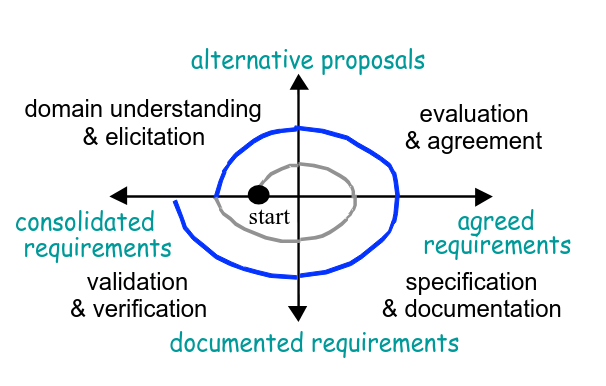 alternative proposals
domain understanding
& elicitation
evaluation
& agreement
start
consolidated
requirements
agreed
requirements
validation
& verification
specification
& documentation
documented requirements